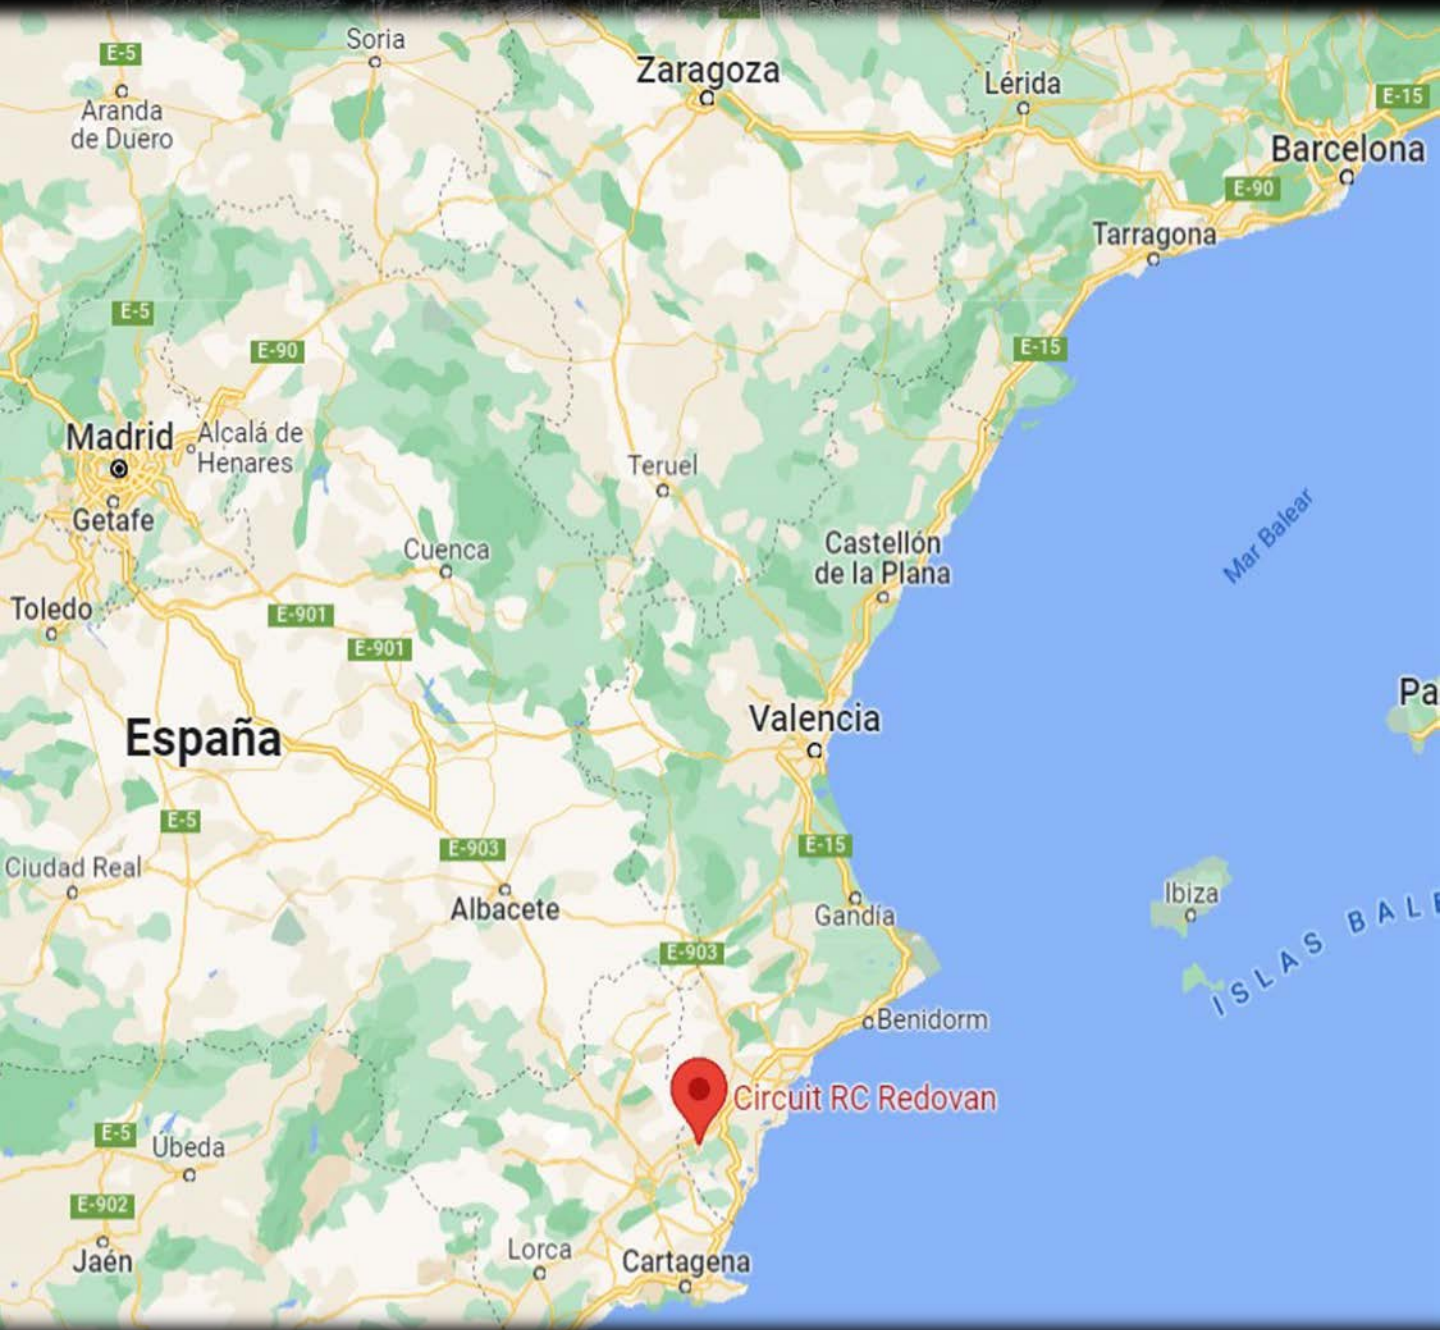 Soria
E-5
Zaragoza
Lérida
E-15
Aranda
de Duero
Barcelona
E-90
Tarragona
E-5
E-90
E-15
Madrid
Alcalá de
Henares
Teruel
Getafe
Mar Balear
Cuenca
Castellón
de la Plana
Toledo
E-901
E-901
Pa
Valencia
España
E-5
E-903
E-15
Ciudad Real
Albacete
Gandía
Ibiza
ISLAS BALE
E-903
Benidorm
Circuit RC Redovan
E-5
Úbeda
E-902
Jaén
Lorca
Cartagena